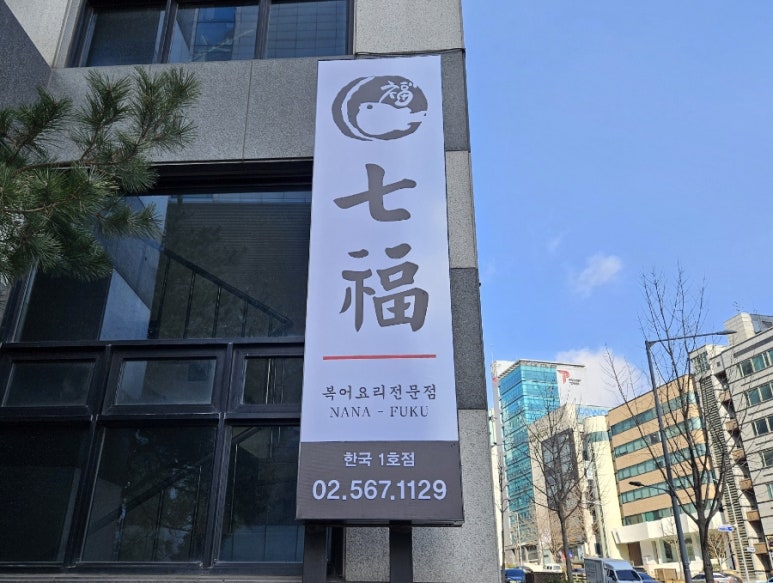 福
七
福
복어요리전문점
NANA - FUKU
한국 1호점
02.567.1129